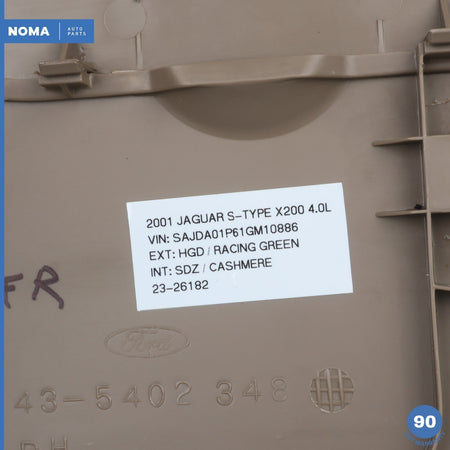 NOMA AUTO PARTS
2001 JAGUAR S-TYPE X200 4.0L
VIN: SAJDA01P61GM10886
EXT: HGD / RACING GREEN
INT: SDZ / CASHMERE
23-26182
FR
Ford
43-5402 348
RH
90